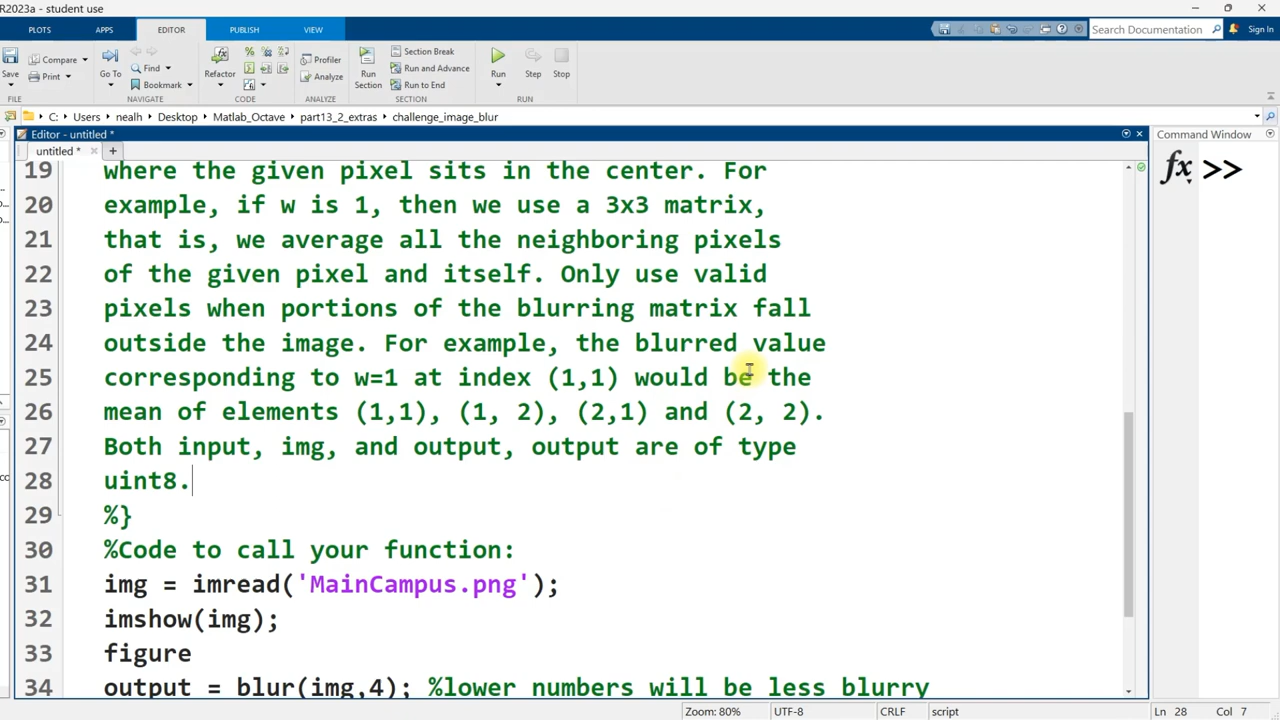 R2023a - student use
PLOTS APPS EDITOR PUBLISH VIEW Search Documentation Sign In
Save Compare Print Go To Find Bookmark Refactor Profiler Analyze Run Section Section Break Run and Advance Run to End Run Step Stop
FILE NAVIGATE CODE ANALYZE SECTION RUN
C: Users nealh Desktop Matlab_Octave part13_2_extras challenge_image_blur
Editor - untitled * Command Window
untitled * +
fx >>
19 where the given pixel sits in the center. For
20 example, if w is 1, then we use a 3x3 matrix,
21 that is, we average all the neighboring pixels
22 of the given pixel and itself. Only use valid
23 pixels when portions of the blurring matrix fall
24 outside the image. For example, the blurred value
25 corresponding to w=1 at index (1,1) would be the
26 mean of elements (1,1), (1, 2), (2,1) and (2, 2).
27 Both input, img, and output, output are of type
28 uint8.
29 %}
30 %Code to call your function:
31 img = imread('MainCampus.png');
32 imshow(img);
33 figure
34 output = blur(img,4); %lower numbers will be less blurry
Zoom: 80% UTF-8 CRLF script Ln 28 Col 7